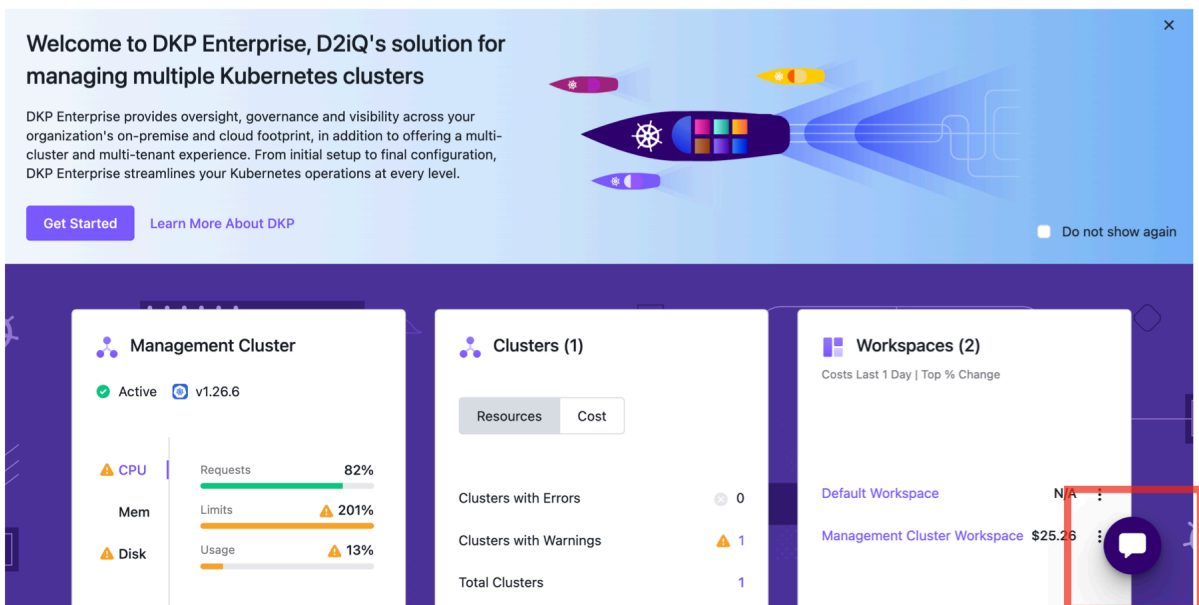 Welcome to DKP Enterprise, D2iQ's solution for
managing multiple Kubernetes clusters
DKP Enterprise provides oversight, governance and visibility across your
organization's on-premise and cloud footprint, in addition to offering a multi-
cluster and multi-tenant experience. From initial setup to final configuration,
DKP Enterprise streamlines your Kubernetes operations at every level.
Get Started
Learn More About DKP
Do not show again
Management Cluster
Active
v1.26.6
CPU
Mem
Disk
Requests 82%
Limits 201%
Usage 13%
Clusters (1)
Resources
Cost
Clusters with Errors 0
Clusters with Warnings 1
Total Clusters 1
Workspaces (2)
Costs Last 1 Day | Top % Change
Default Workspace N/A
Management Cluster Workspace $25.26